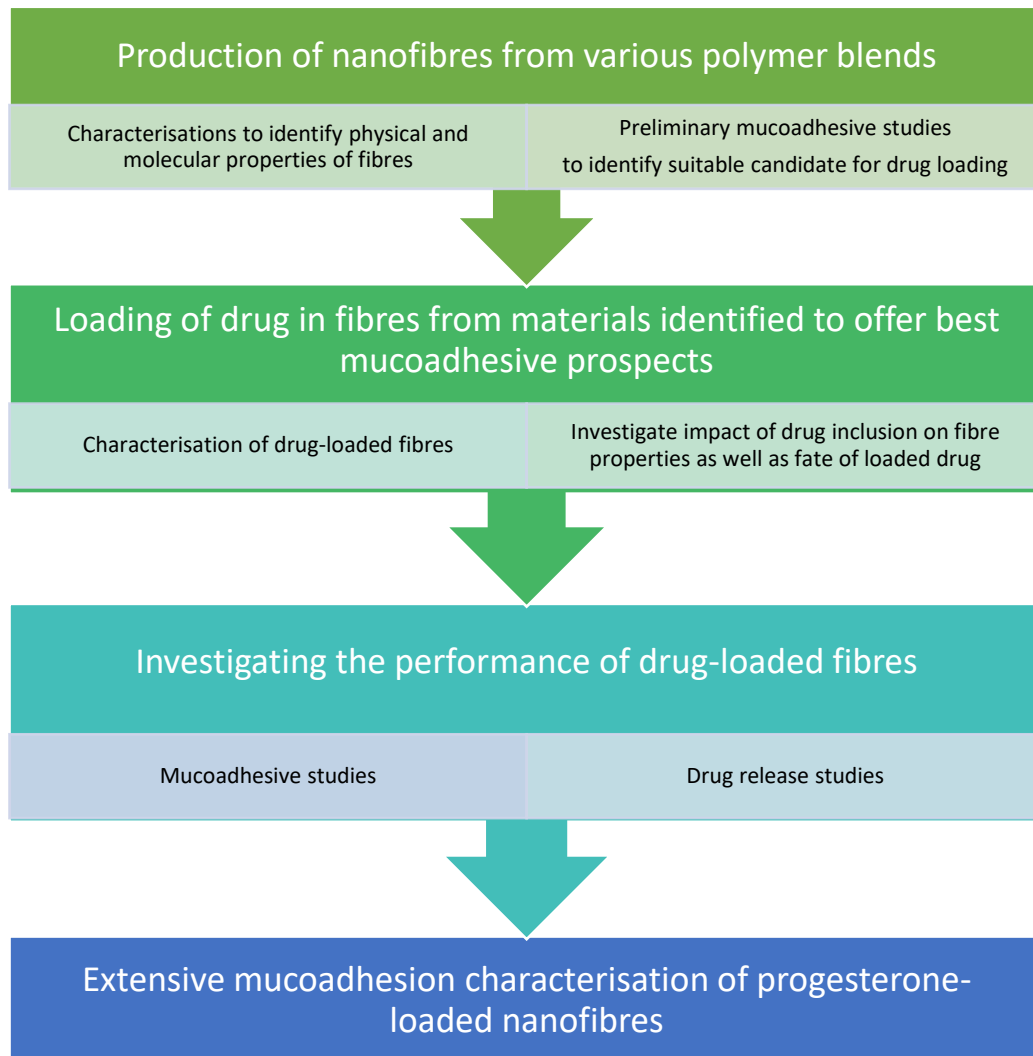 Production of nanofibres from various polymer blends
Characterisations to identify physical and
molecular properties of fibres
Preliminary mucoadhesive studies
to identify suitable candidate for drug loading
Loading of drug in fibres from materials identified to offer best
mucoadhesive prospects
Characterisation of drug-loaded fibres
Investigate impact of drug inclusion on fibre
properties as well as fate of loaded drug
Investigating the performance of drug-loaded fibres
Mucoadhesive studies
Drug release studies
Extensive mucoadhesion characterisation of progesterone-
loaded nanofibres